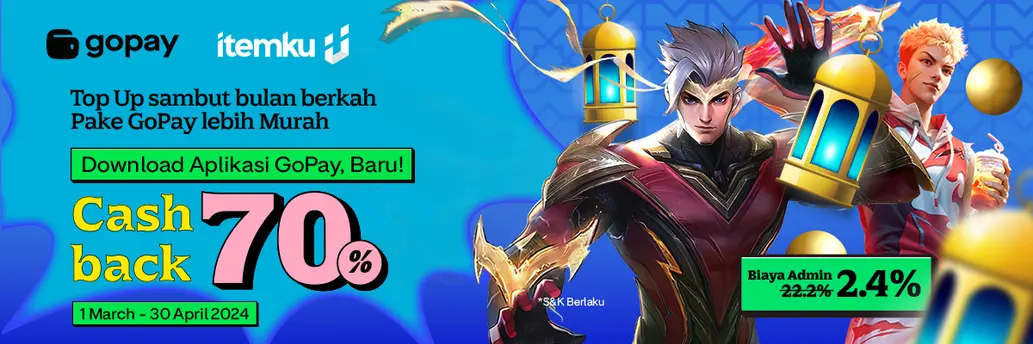 gopay
itemku
Top Up sambut bulan berkah
Pake GoPay lebih Murah
Download Aplikasi GoPay, Baru!
Cash
back
70%
1 March - 30 April 2024
*S&K Berlaku
Biaya Admin
22.2% 2.4%